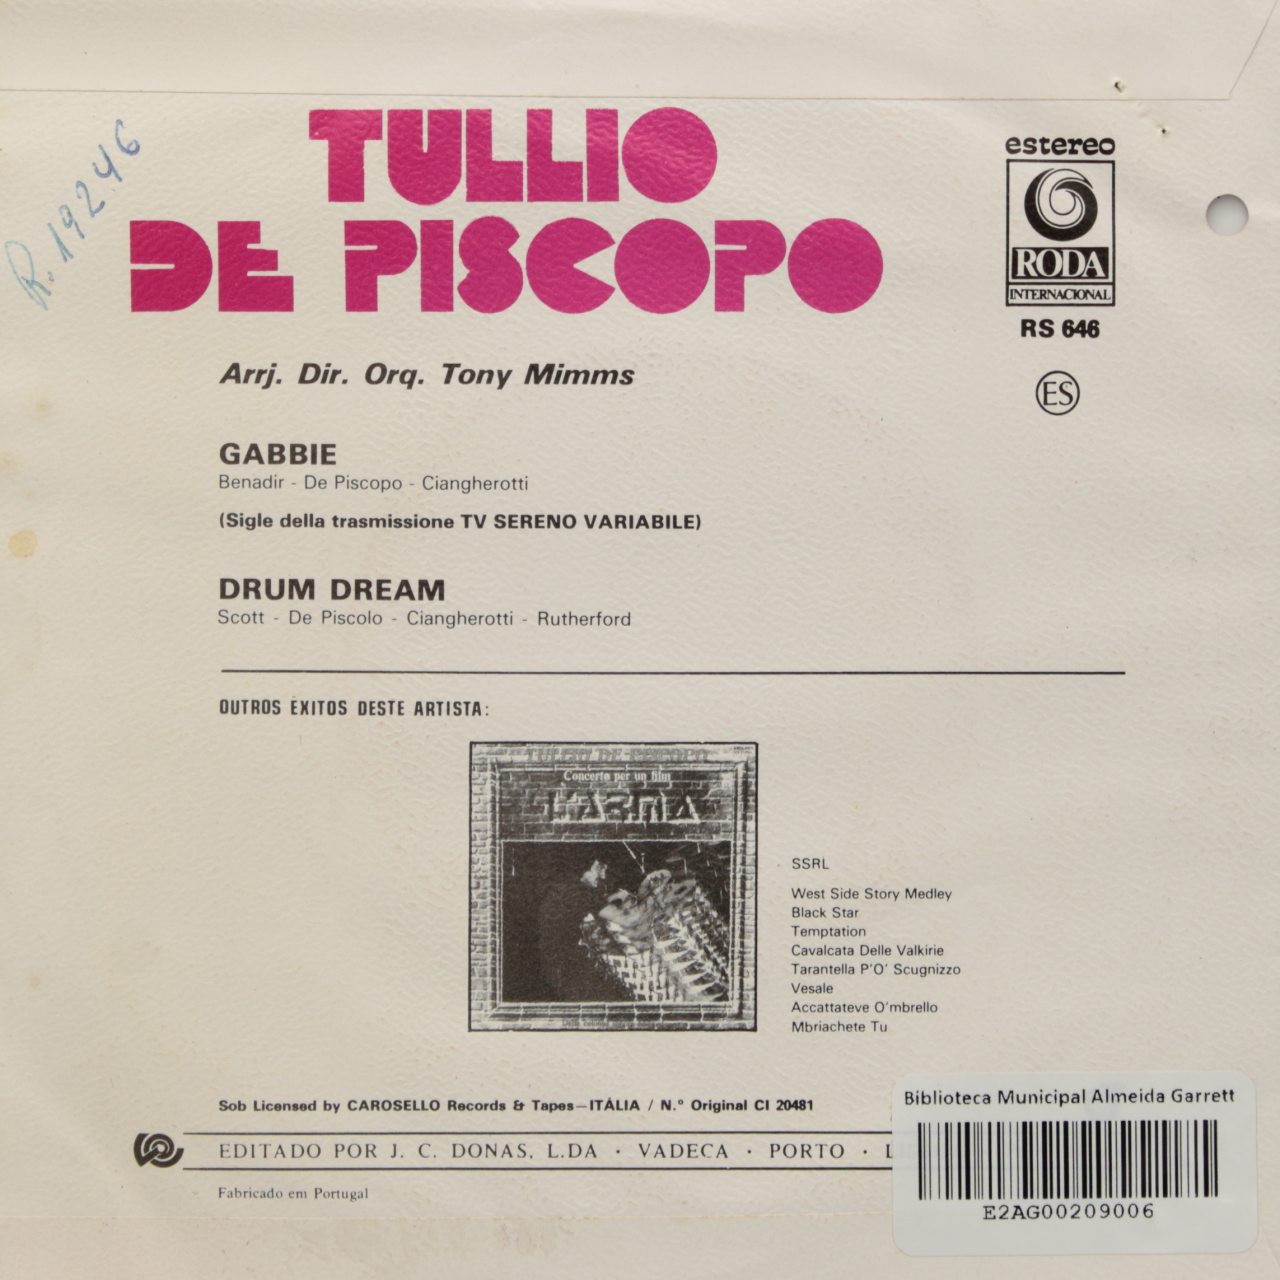 TULLIO
DE PISCOPO
R. 19246
estereo
RODA
INTERNACIONAL
RS 646
ES
Arrj. Dir. Orq. Tony Mimms
GABBIE
Benadir - De Piscopo - Ciangherotti
(Sigle della trasmissione TV SERENO VARIABILE)
DRUM DREAM
Scott - De Piscolo - Ciangherotti - Rutherford
OUTROS ÊXITOS DESTE ARTISTA:
TULLIO DE PISCOPO
Concerto per un film
KARMA
SSRL
West Side Story Medley
Black Star
Temptation
Cavalcata Delle Valkirie
Tarantella P'O' Scugnizzo
Vesale
Accattateve O'mbrello
Mbriachete Tu
Sob Licensed by CAROSELLO Records & Tapes—ITÁLIA / N.º Original CI 20481
EDITADO POR J. C. DONAS, L.DA · VADECA · PORTO · L
Fabricado em Portugal
Biblioteca Municipal Almeida Garrett
E2AG00209006